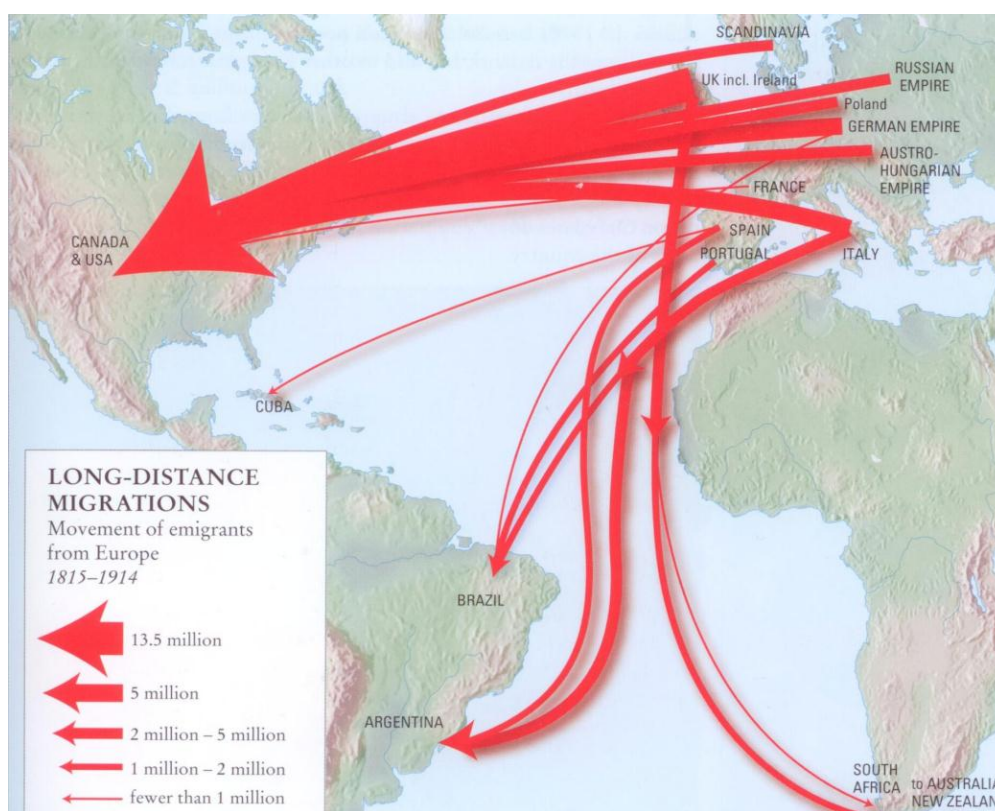 SCANDINAVIA
UK incl. Ireland
RUSSIAN
EMPIRE
Poland
GERMAN EMPIRE
AUSTRO-
HUNGARIAN
EMPIRE
FRANCE
SPAIN
PORTUGAL
ITALY
CANADA
& USA
CUBA
LONG-DISTANCE
MIGRATIONS
Movement of emigrants
from Europe
1815–1914
13.5 million
5 million
2 million – 5 million
1 million – 2 million
fewer than 1 million
BRAZIL
ARGENTINA
SOUTH
AFRICA
to AUSTRALIA
NEW ZEALAN